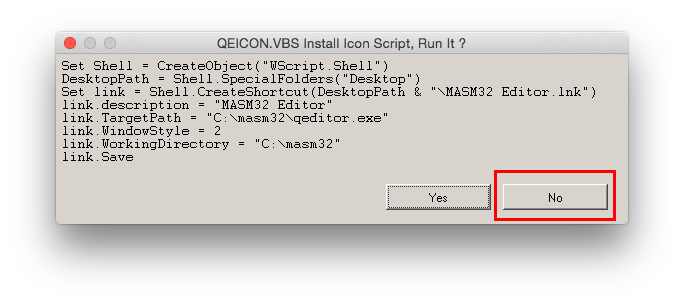 QEICON.VBS Install Icon Script, Run It ?
Set Shell = CreateObject("WScript.Shell")
DesktopPath = Shell.SpecialFolders("Desktop")
Set link = Shell.CreateShortcut(DesktopPath & "\MASM32 Editor.lnk")
link.description = "MASM32 Editor"
link.TargetPath = "C:\masm32\qeditor.exe"
link.WindowStyle = 2
link.WorkingDirectory = "C:\masm32"
link.Save
Yes
No